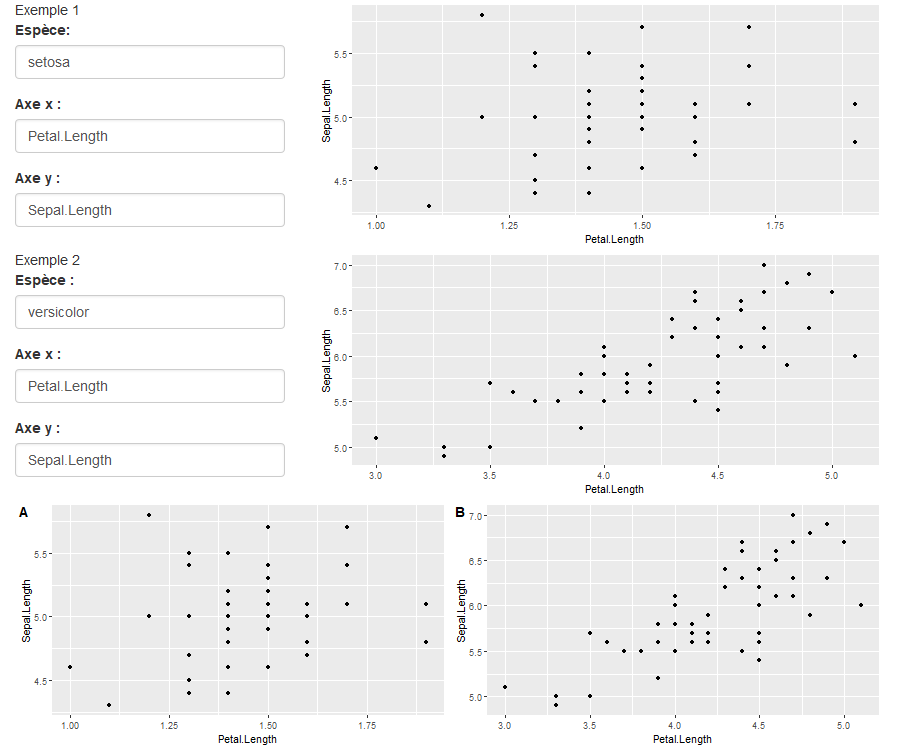 Exemple 1
Espèce:
setosa
Axe x :
Petal.Length
Axe y :
Sepal.Length
5.5
5.0
4.5
Sepal.Length
1.00 1.25 1.50 1.75
Petal.Length
Exemple 2
Espèce :
versicolor
Axe x :
Petal.Length
Axe y :
Sepal.Length
7.0
6.5
6.0
5.5
5.0
Sepal.Length
3.0 3.5 4.0 4.5 5.0
Petal.Length
A
5.5
5.0
4.5
Sepal.Length
1.00 1.25 1.50 1.75
Petal.Length
B
7.0
6.5
6.0
5.5
5.0
Sepal.Length
3.0 3.5 4.0 4.5 5.0
Petal.Length